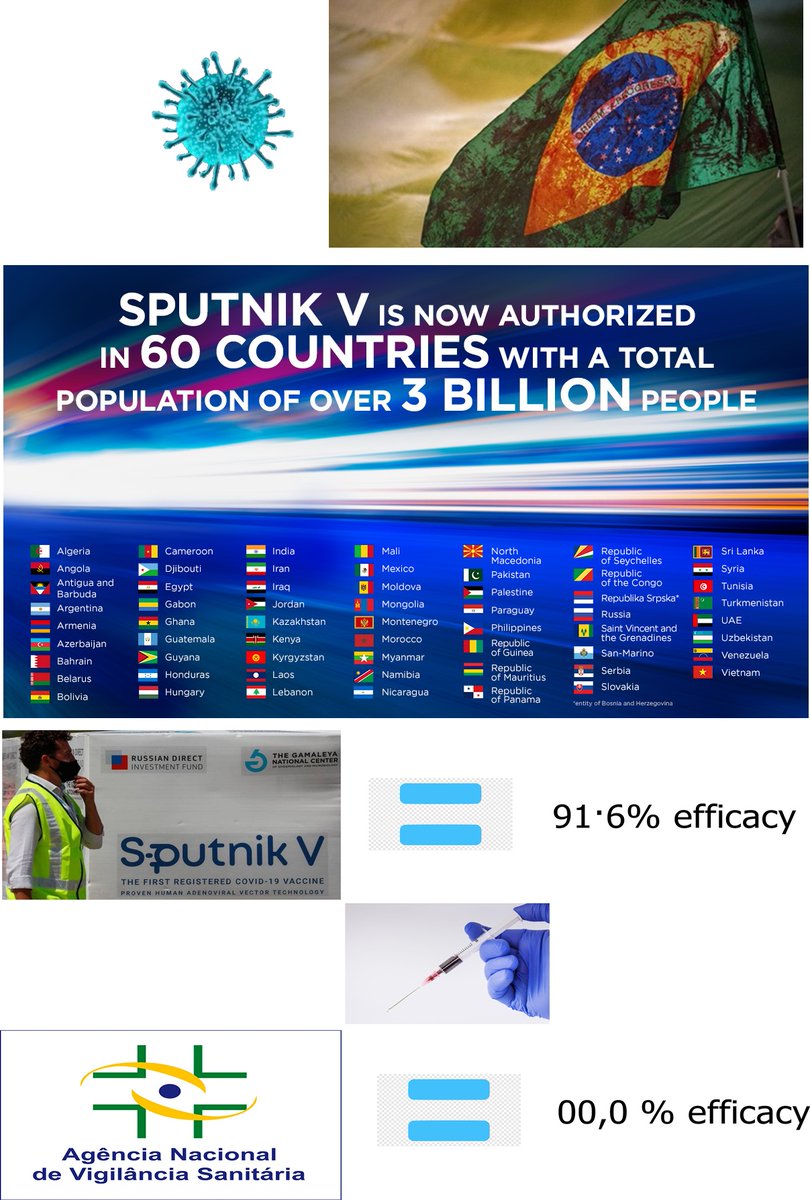 ORDEM E PROGRESSO
SPUTNIK V IS NOW AUTHORIZED
IN 60 COUNTRIES WITH A TOTAL
POPULATION OF OVER 3 BILLION PEOPLE
Algeria
Angola
Antigua and
Barbuda
Argentina
Armenia
Azerbaijan
Bahrain
Belarus
Bolivia
Cameroon
Djibouti
Egypt
Gabon
Ghana
Guatemala
Guyana
Honduras
Hungary
India
Iran
Iraq
Jordan
Kazakhstan
Kenya
Kyrgyzstan
Laos
Lebanon
Mali
Mexico
Moldova
Mongolia
Montenegro
Morocco
Myanmar
Namibia
Nicaragua
North
Macedonia
Pakistan
Palestine
Paraguay
Philippines
Republic
of Guinea
Republic
of Mauritius
Republic
of Panama
Republic
of Seychelles
Republic of
the Congo
Republika Srpska*
Russia
Saint Vincent and
the Grenadines
San-Marino
Serbia
Slovakia
Sri Lanka
Syria
Tunisia
Turkmenistan
UAE
Uzbekistan
Venezuela
Vietnam
*entity of Bosnia and Herzegovina
RUSSIAN DIRECT
INVESTMENT FUND
THE GAMALEYA
NATIONAL CENTER
Sputnik V
THE FIRST REGISTERED COVID-19 VACCINE
PROVEN HUMAN ADENOVIRAL VECTOR TECHNOLOGY
91·6% efficacy
Agência Nacional
de Vigilância Sanitária
00,0 % efficacy